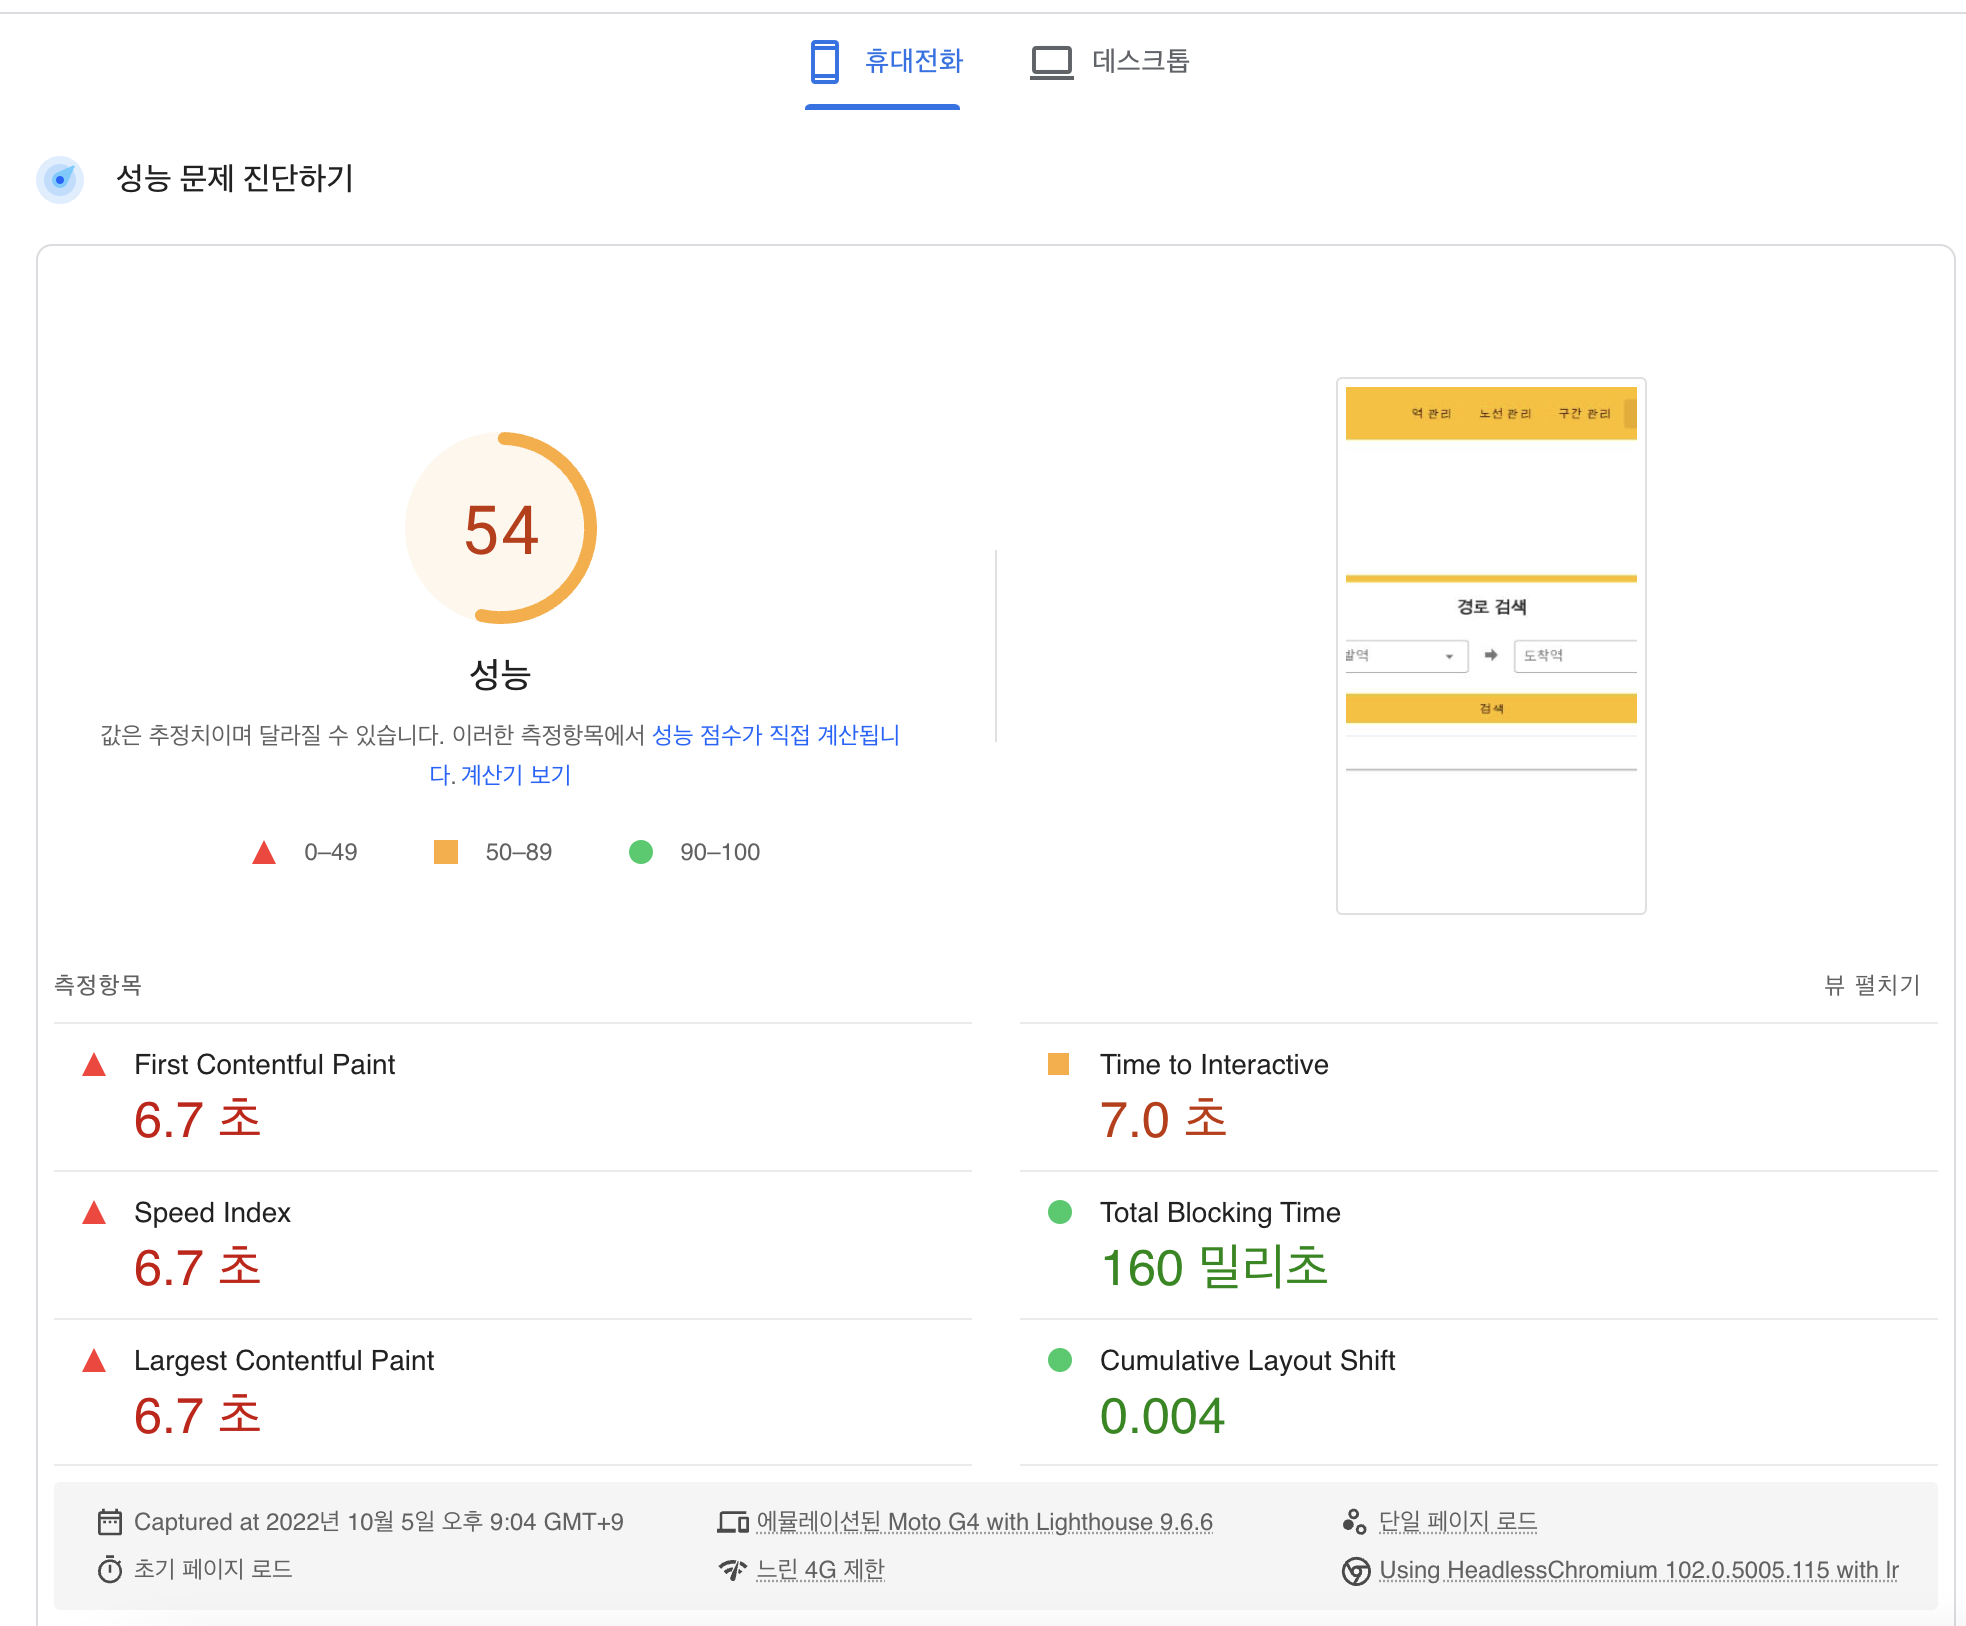 휴대전화 데스크톱
성능 문제 진단하기
54
성능
값은 추정치이며 달라질 수 있습니다. 이러한 측정항목에서 성능 점수가 직접 계산됩니
다. 계산기 보기
0–49 50–89 90–100
역 관리 노선 관리 구간 관리
경로 검색
발역 도착역
검색
측정항목 뷰 펼치기
First Contentful Paint
6.7 초
Time to Interactive
7.0 초
Speed Index
6.7 초
Total Blocking Time
160 밀리초
Largest Contentful Paint
6.7 초
Cumulative Layout Shift
0.004
Captured at 2022년 10월 5일 오후 9:04 GMT+9
에뮬레이션된 Moto G4 with Lighthouse 9.6.6
단일 페이지 로드
초기 페이지 로드
느린 4G 제한
Using HeadlessChromium 102.0.5005.115 with lr